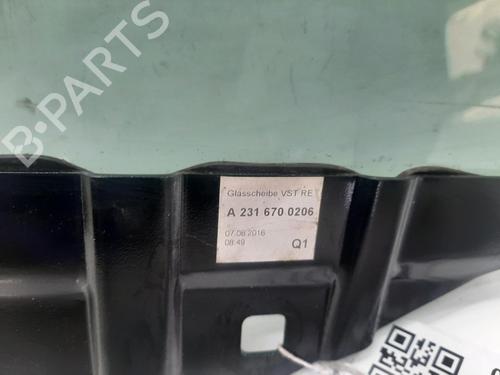 B-PARTS
Glasscheibe VST RE
A 231 670 0206
07.06.2016
08:49 Q1